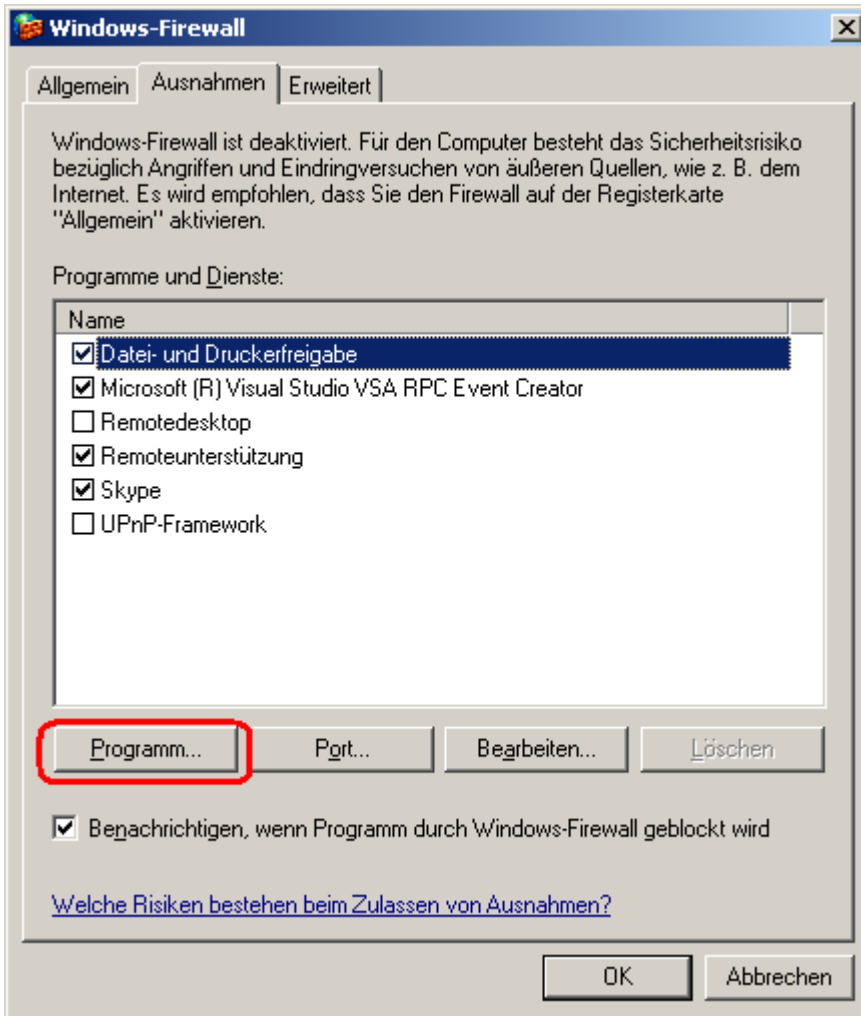 Windows-Firewall
Allgemein Ausnahmen Erweitert
Windows-Firewall ist deaktiviert. Für den Computer besteht das Sicherheitsrisiko
bezüglich Angriffen und Eindringversuchen von äußeren Quellen, wie z. B. dem
Internet. Es wird empfohlen, dass Sie den Firewall auf der Registerkarte
"Allgemein" aktivieren.
Programme und Dienste:
Name
Datei- und Druckerfreigabe
Microsoft (R) Visual Studio VSA RPC Event Creator
Remotedesktop
Remoteunterstützung
Skype
UPnP-Framework
Programm... Port... Bearbeiten... Löschen
Benachrichtigen, wenn Programm durch Windows-Firewall geblockt wird
Welche Risiken bestehen beim Zulassen von Ausnahmen?
OK Abbrechen